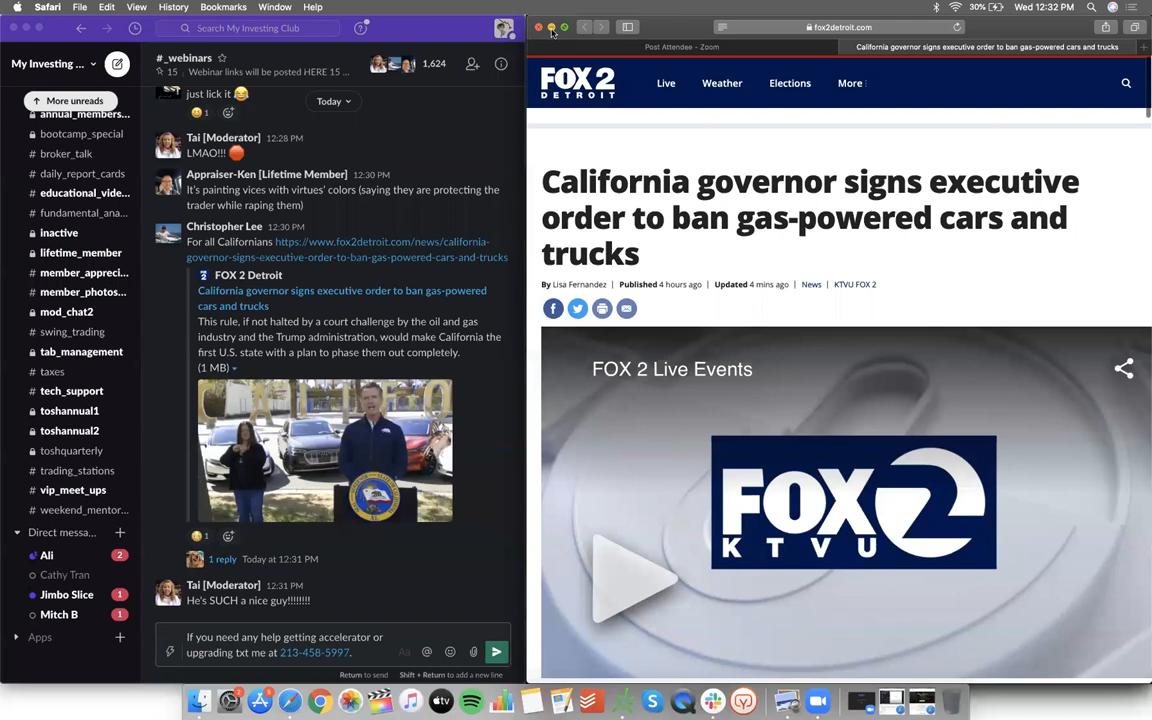 Safari File Edit View History Bookmarks Window Help
30% Wed 12:32 PM
Search My Investing Club
My Investing ...
More unreads
annual_members...
bootcamp_special
# broker_talk
# daily_report_cards
educational_vide...
# fundamental_ana...
inactive
lifetime_member
member_appreci...
member_photos...
mod_chat2
# swing_trading
tab_management
# taxes
tech_support
toshannual1
toshannual2
toshquarterly
# trading_stations
# vip_meet_ups
# weekend_mentor...
Direct messa... +
Ali 2
Cathy Tran
Jimbo Slice 1
Mitch B 1
Apps +
#_webinars
15 | Webinar links will be posted HERE 15 ...
1,624
just lick it
Today
1
Tai [Moderator] 12:28 PM
LMAO!!!
Appraiser-Ken [Lifetime Member] 12:30 PM
It's painting vices with virtues' colors (saying they are protecting the
trader while raping them)
Christopher Lee 12:30 PM
For all Californians https://www.fox2detroit.com/news/california-
governor-signs-executive-order-to-ban-gas-powered-cars-and-trucks
2 FOX 2 Detroit
California governor signs executive order to ban gas-powered
cars and trucks
This rule, if not halted by a court challenge by the oil and gas
industry and the Trump administration, would make California the
first U.S. state with a plan to phase them out completely.
(1 MB)
1
1 reply Today at 12:31 PM
Tai [Moderator] 12:31 PM
He's SUCH a nice guy!!!!!!!!
If you need any help getting accelerator or
upgrading txt me at 213-458-5997.
Aa @
Return to send Shift + Return to add a new line
fox2detroit.com
Post Attendee - Zoom
California governor signs executive order to ban gas-powered cars and trucks
FOX 2
DETROIT
Live Weather Elections More
California governor signs executive
order to ban gas-powered cars and
trucks
By Lisa Fernandez | Published 4 hours ago | Updated 4 mins ago | News | KTVU FOX 2
FOX 2 Live Events
FOX 2
KTVU